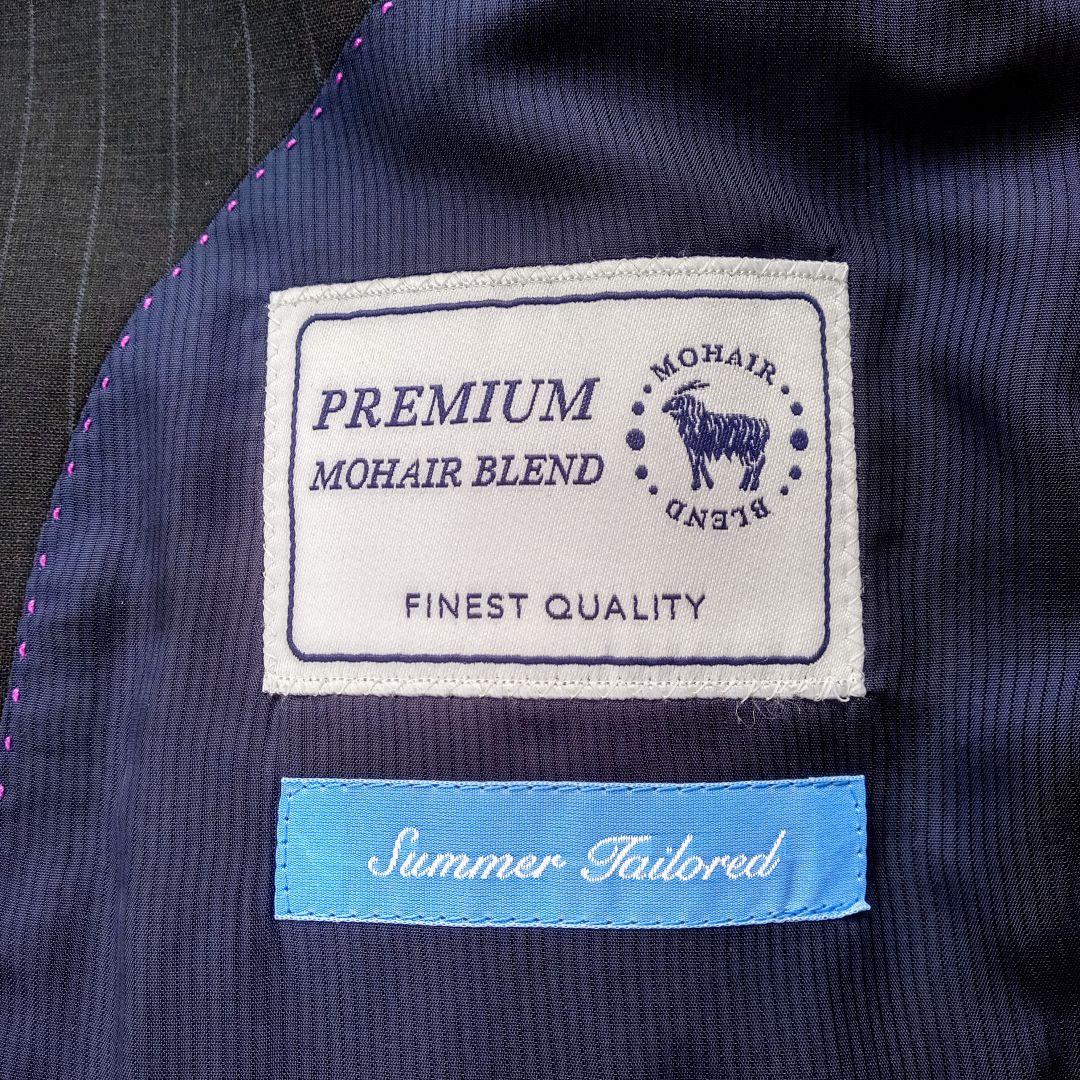 PREMIUM
MOHAIR BLEND
MOHAIR
BLEND
FINEST QUALITY
Summer Tailored